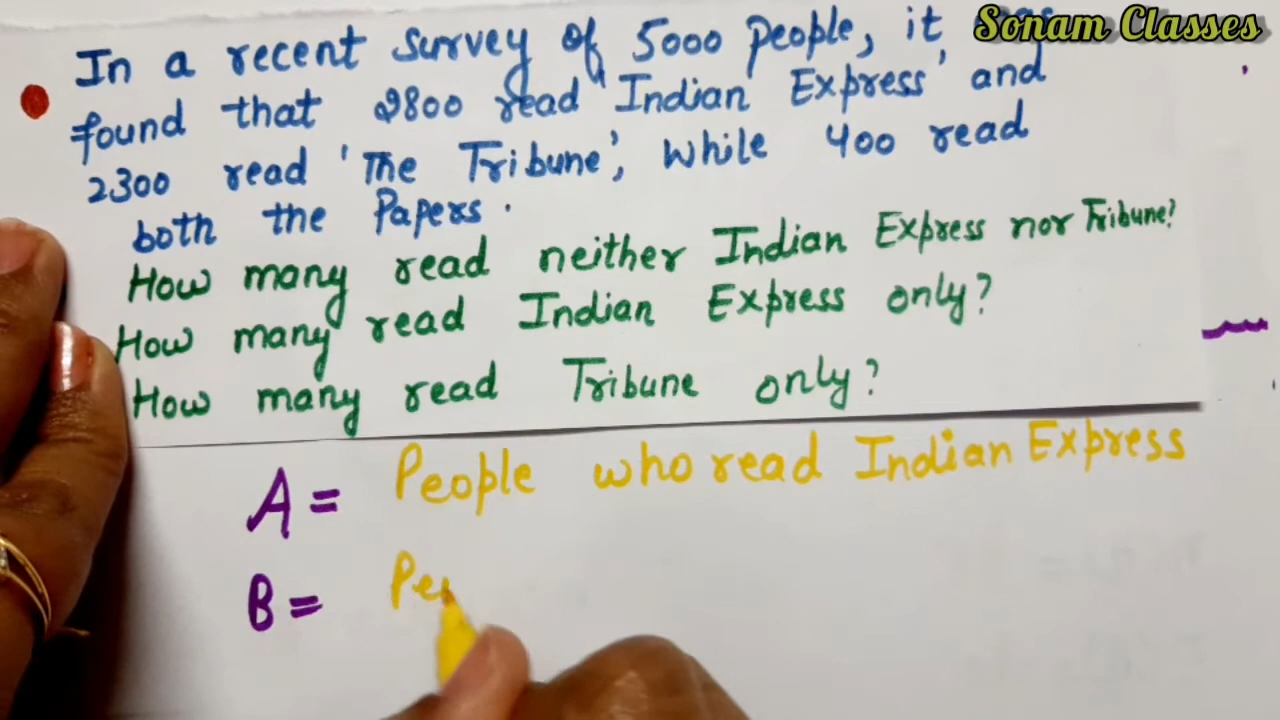 Sonam Classes
In a recent survey of 5000 people, it
found that 2800 read 'Indian Express' and
2300 read 'The Tribune', while 400 read
both the Papers.
How many read neither Indian Express nor Tribune?
How many read Indian Express only?
How many read Tribune only?
A = People who read Indian Express
B =